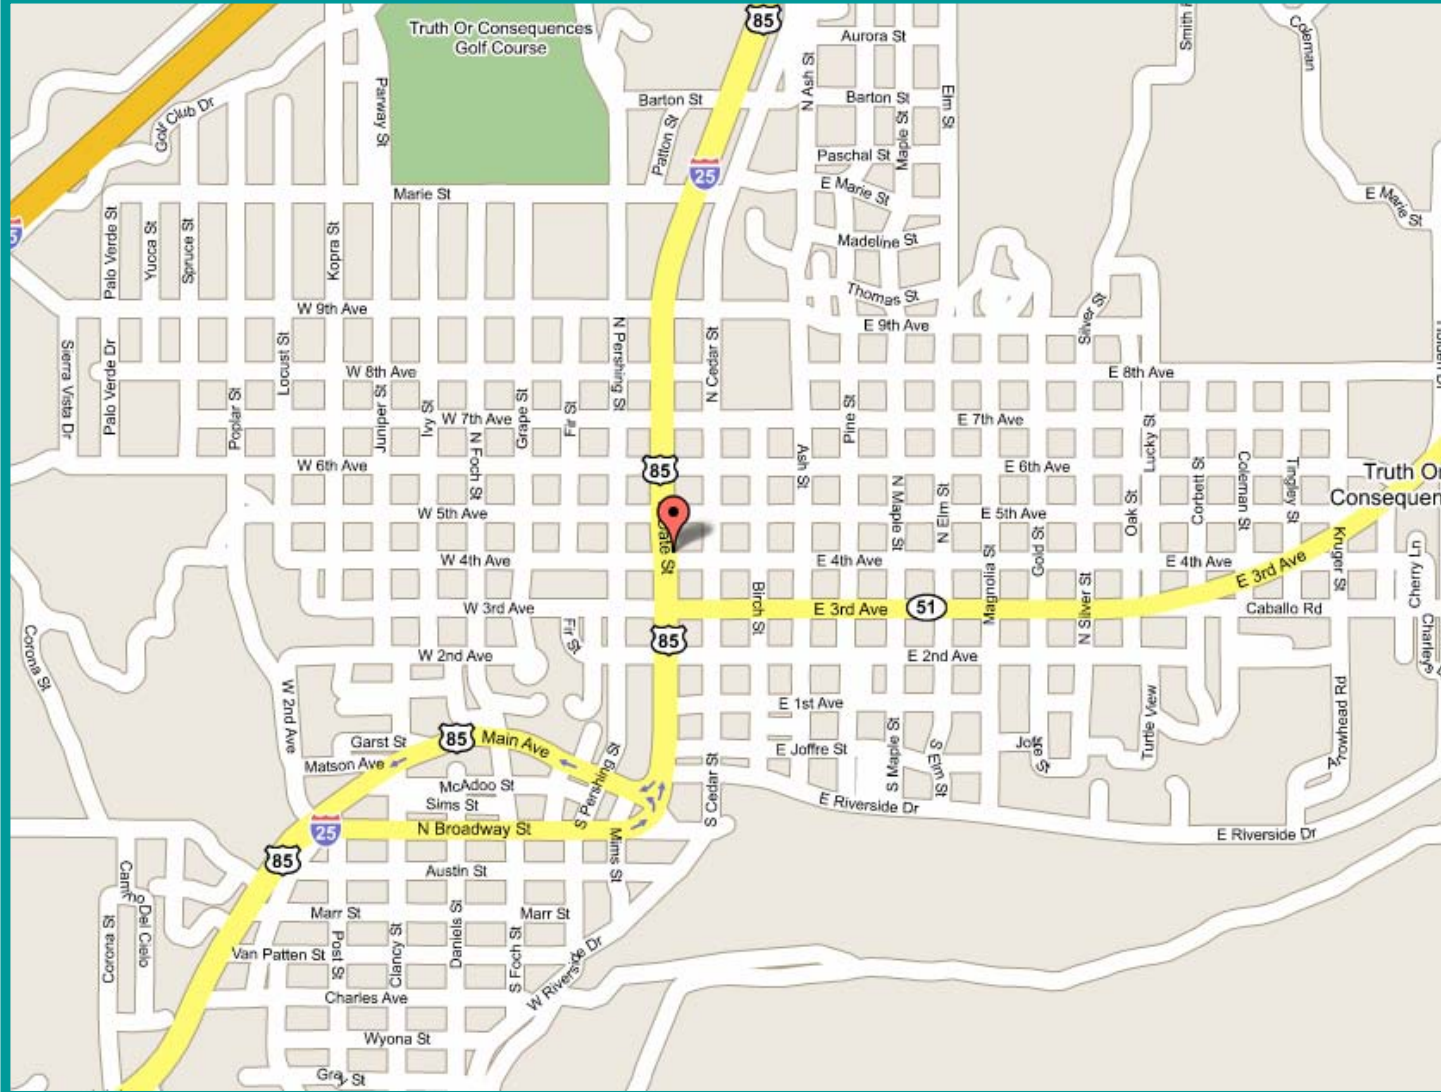 85
Truth Or Consequences
Golf Course
Aurora St
Coleman
N Ash St
Parway St
Barton St
Barton St
Elm St
Golf Club Dr
Patton St
Maple St
Paschal St
25
E Marie St
Marie St
E Marie St
Palo Verde St
Yucca St
Spruce St
Kopra St
Madeline St
Thomas St
W 9th Ave
E 9th Ave
Silver St
Sierra Vista Dr
Palo Verde Dr
Locust St
N Pershing St
N Cedar St
W 8th Ave
E 8th Ave
Poplar St
Juniper St
Ivy St
W 7th Ave
Grape St
Fir St
Pine St
E 7th Ave
Lucky St
N Foch St
W 6th Ave
85
Ash St
E 6th Ave
Corbett St
Coleman St
Tingley St
Truth Or
Consequen
N Maple St
N Elm St
Oak St
W 5th Ave
E 5th Ave
Gold St
Kruger St
Cherry Ln
W 4th Ave
E 4th Ave
E 4th Ave
Magnolia St
E 3rd Ave
W 3rd Ave
Birch St
E 3rd Ave
51
N Silver St
Caballo Rd
Fir St
85
Corona St
W 2nd Ave
E 2nd Ave
Charleys
W 2nd Ave
E 1st Ave
Turtle View
Arrowhead Rd
Garst St
85
Main Ave
E Joffre St
S Maple St
S Elm St
Matson Ave
McAdoo St
S Pershing St
S Cedar St
Sims St
E Riverside Dr
25
N Broadway St
E Riverside Dr
85
Mims St
Austin St
Camino Del Cielo
Marr St
Marr St
Corona St
Post St
Clancy St
Daniels St
S Foch St
Van Patten St
W Riverside Dr
Charles Ave
Wyona St